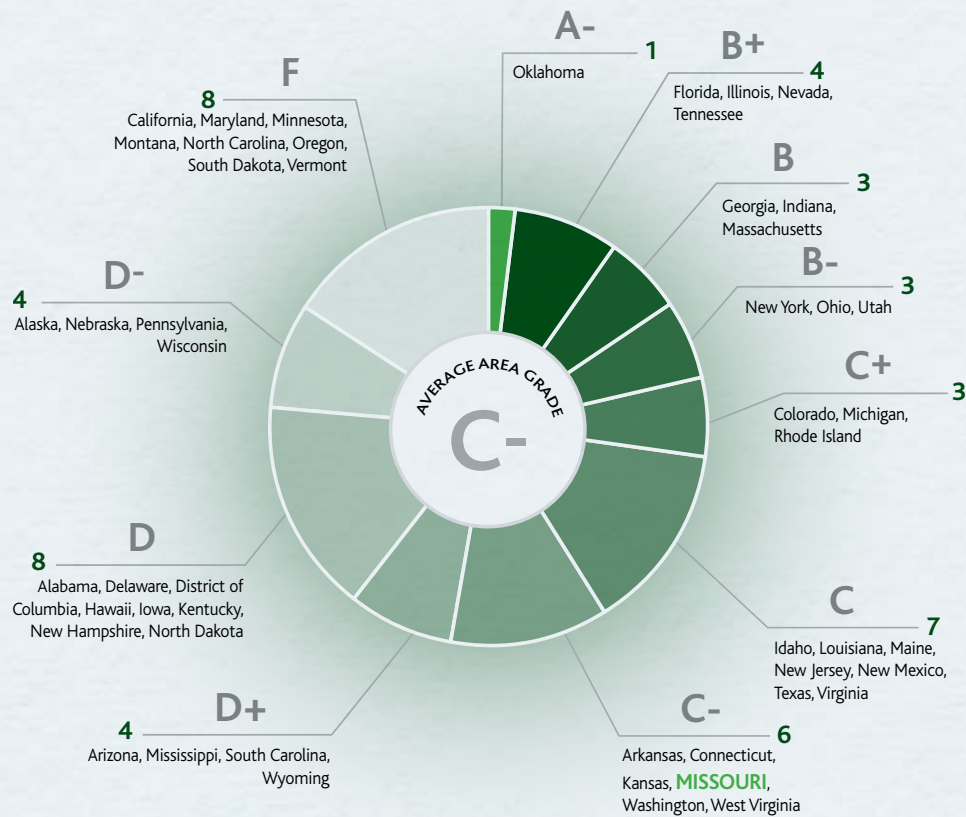 A-
1
Oklahoma
B+
4
Florida, Illinois, Nevada,
Tennessee
B
3
Georgia, Indiana,
Massachusetts
B-
3
New York, Ohio, Utah
C+
3
Colorado, Michigan,
Rhode Island
C
7
Idaho, Louisiana, Maine,
New Jersey, New Mexico,
Texas, Virginia
C-
6
Arkansas, Connecticut,
Kansas, MISSOURI,
Washington, West Virginia
D+
4
Arizona, Mississippi, South Carolina,
Wyoming
D
8
Alabama, Delaware, District of
Columbia, Hawaii, Iowa, Kentucky,
New Hampshire, North Dakota
D-
4
Alaska, Nebraska, Pennsylvania,
Wisconsin
F
8
California, Maryland, Minnesota,
Montana, North Carolina, Oregon,
South Dakota, Vermont
AVERAGE AREA GRADE
C-